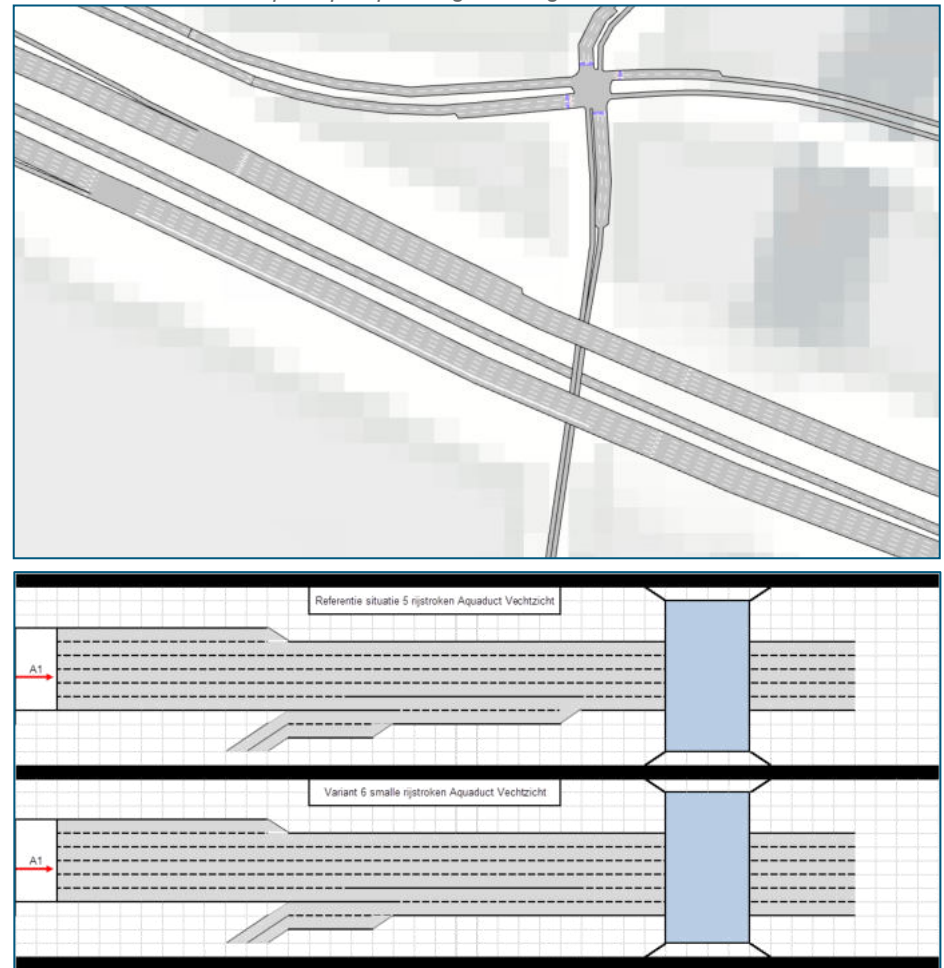 Referentie situatie 5 rijstroken Aquaduct Vechtzicht
A1
Variant 6 smalle rijstroken Aquaduct Vechtzicht
A1